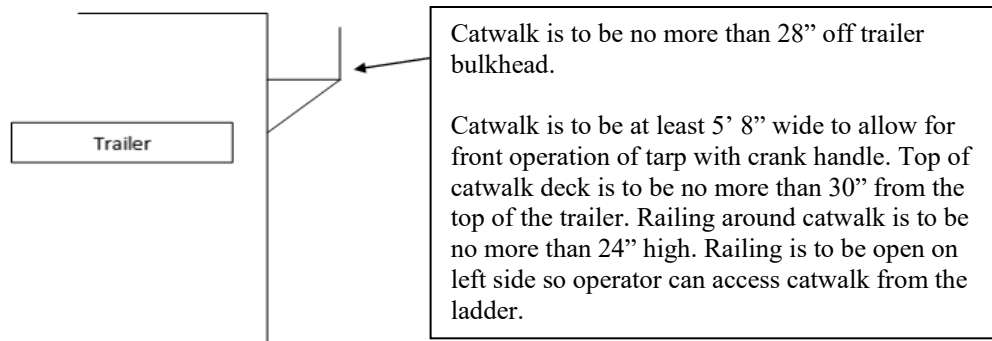 Trailer
Catwalk is to be no more than 28” off trailer
bulkhead.
Catwalk is to be at least 5’ 8” wide to allow for
front operation of tarp with crank handle. Top of
catwalk deck is to be no more than 30” from the
top of the trailer. Railing around catwalk is to be
no more than 24” high. Railing is to be open on
left side so operator can access catwalk from the
ladder.